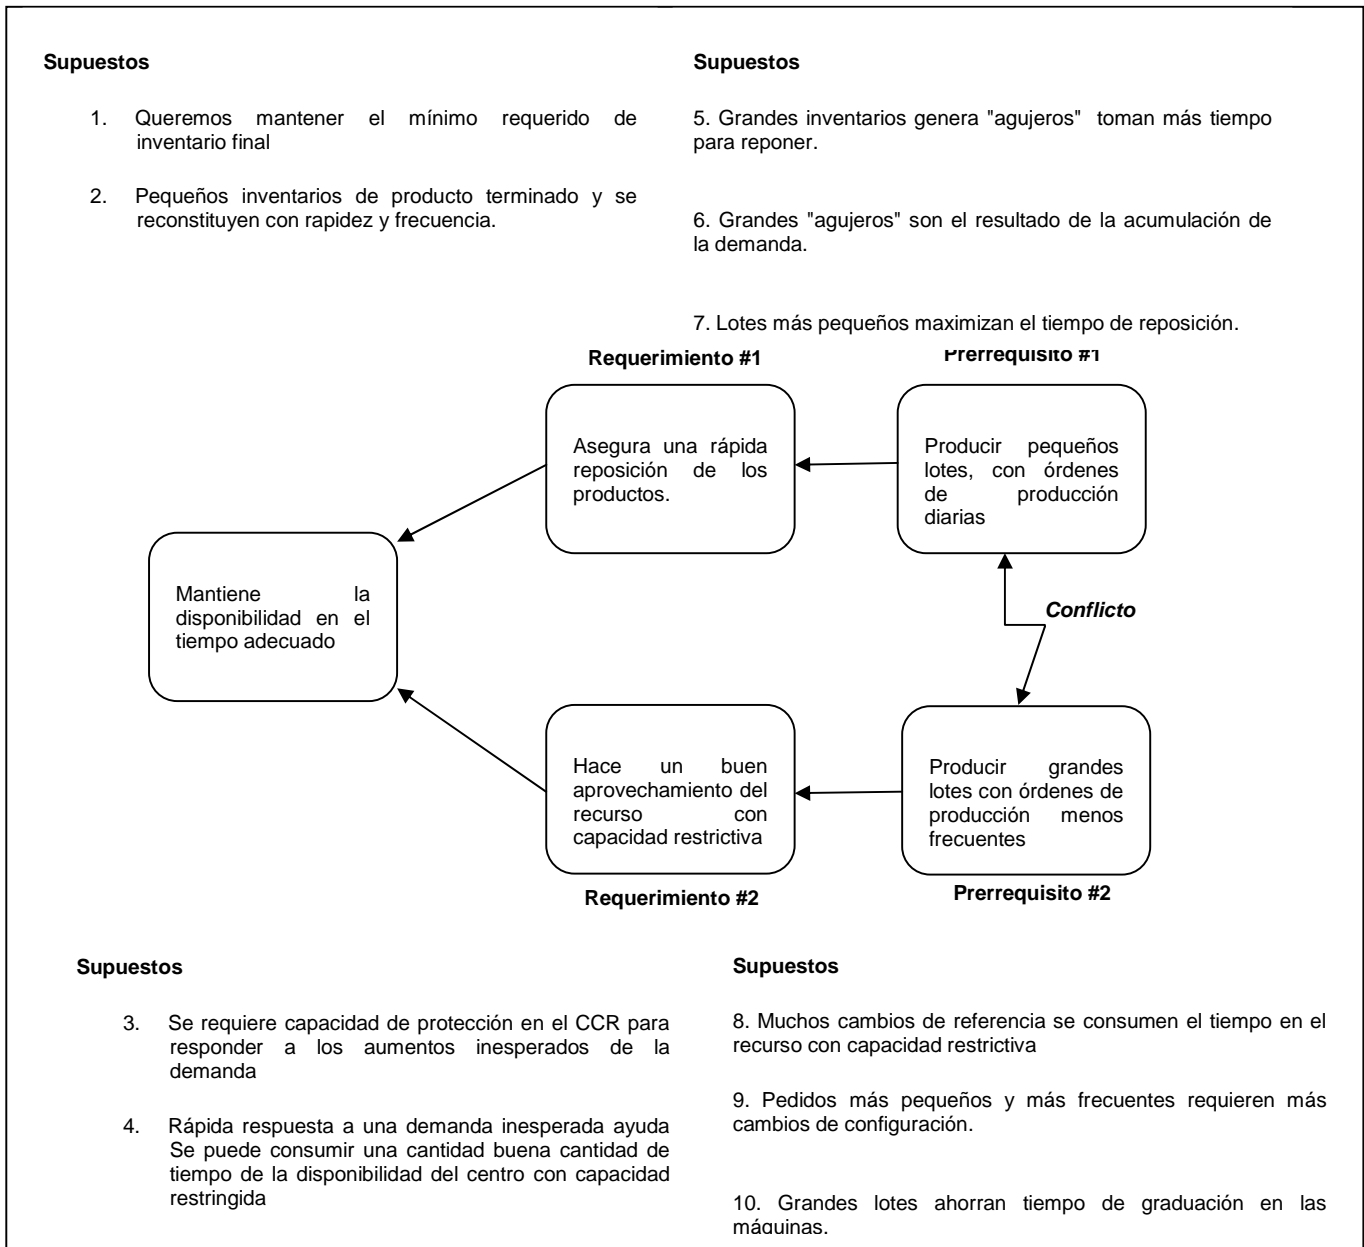 Supuestos
1. Queremos mantener el mínimo requerido de
inventario final
2. Pequeños inventarios de producto terminado y se
reconstituyen con rapidez y frecuencia.
Supuestos
5. Grandes inventarios genera "agujeros" toman más tiempo
para reponer.
6. Grandes "agujeros" son el resultado de la acumulación de
la demanda.
7. Lotes más pequeños maximizan el tiempo de reposición.
Requerimiento #1
Prerrequisito #1
Asegura una rápida
reposición de los
productos.
Producir pequeños
lotes, con órdenes
de producción
diarias
Mantiene la
disponibilidad en el
tiempo adecuado
Conflicto
Hace un buen
aprovechamiento del
recurso con
capacidad restrictiva
Producir grandes
lotes con órdenes de
producción menos
frecuentes
Requerimiento #2
Prerrequisito #2
Supuestos
3. Se requiere capacidad de protección en el CCR para
responder a los aumentos inesperados de la
demanda
4. Rápida respuesta a una demanda inesperada ayuda
Se puede consumir una cantidad buena cantidad de
tiempo de la disponibilidad del centro con capacidad
restringida
Supuestos
8. Muchos cambios de referencia se consumen el tiempo en el
recurso con capacidad restrictiva
9. Pedidos más pequeños y más frecuentes requieren más
cambios de configuración.
10. Grandes lotes ahorran tiempo de graduación en las
máquinas.